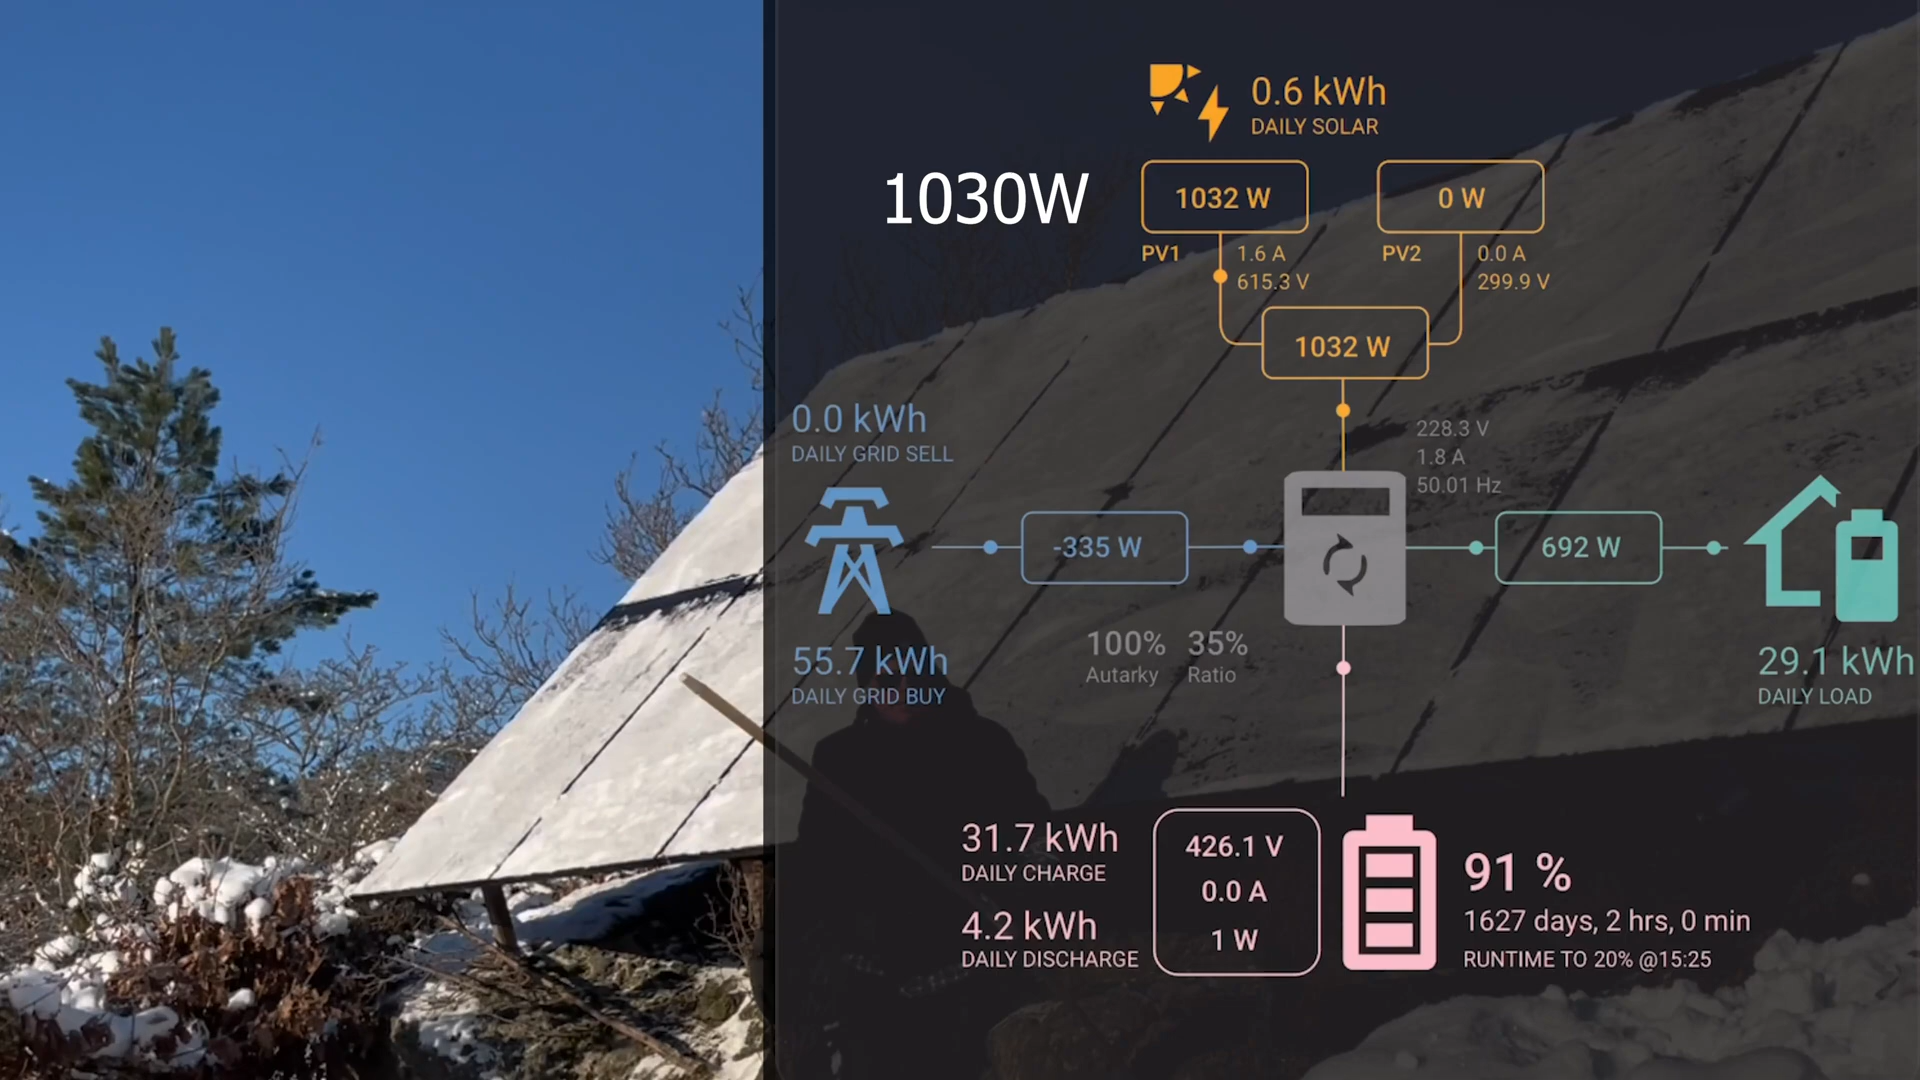 0.6 kWh
DAILY SOLAR
1030W
1032 W
0 W
PV1
1.6 A
615.3 V
PV2
0.0 A
299.9 V
1032 W
0.0 kWh
DAILY GRID SELL
228.3 V
1.8 A
50.01 Hz
-335 W
692 W
100%
Autarky
35%
Ratio
55.7 kWh
DAILY GRID BUY
29.1 kWh
DAILY LOAD
31.7 kWh
DAILY CHARGE
4.2 kWh
DAILY DISCHARGE
426.1 V
0.0 A
1 W
91 %
1627 days, 2 hrs, 0 min
RUNTIME TO 20% @15:25